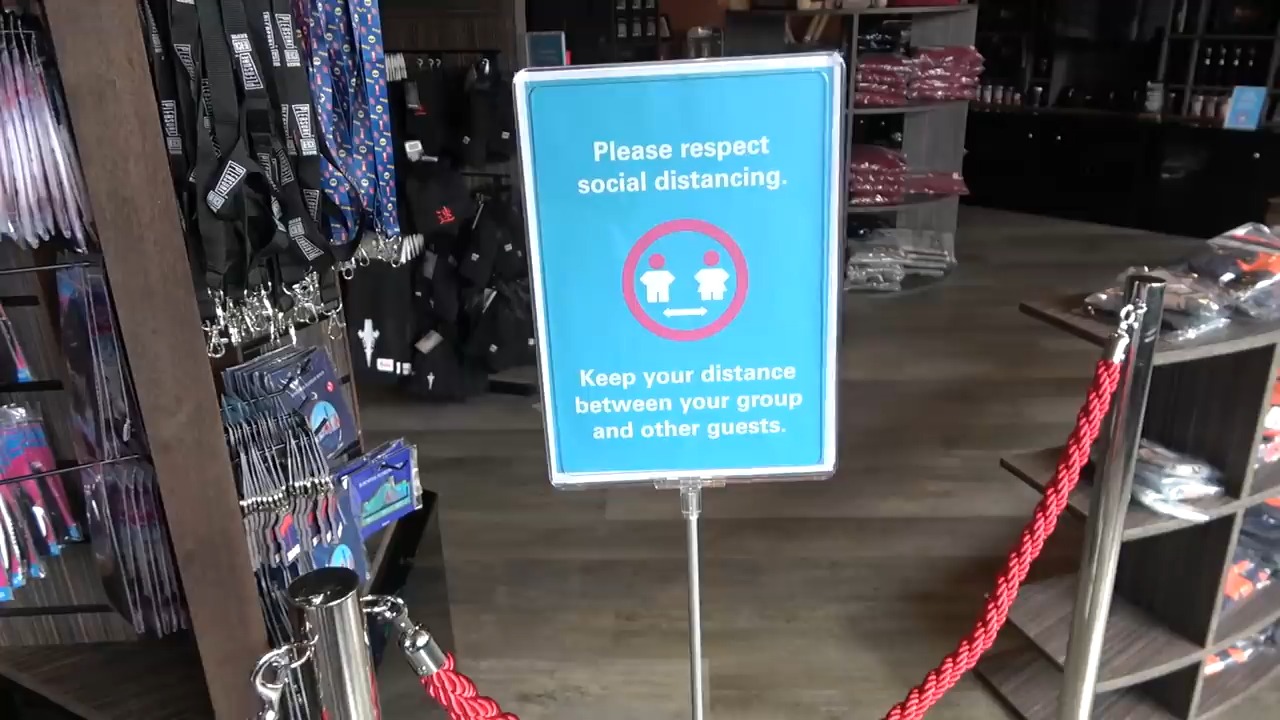 Please respect
social distancing.
Keep your distance
between your group
and other guests.